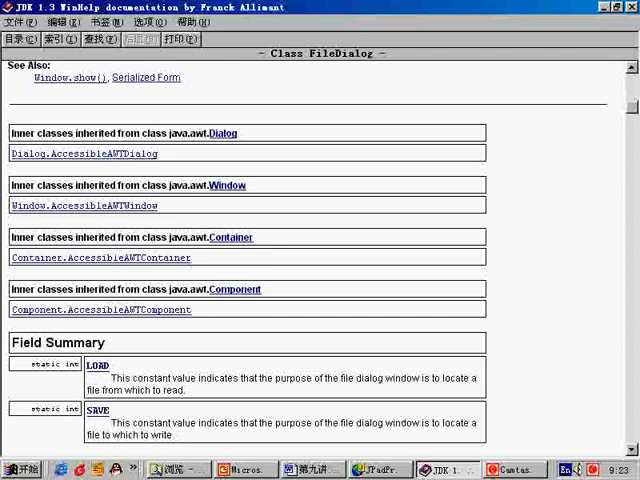 JDK 1.3 WinHelp documentation by Franck Allimant
文件(F) 编辑(E) 书签(M) 选项(O) 帮助(H)
目录(C) 索引(I) 查找(F) 后退(B) 打印(P)
- Class FileDialog -
See Also:
Window.show(), Serialized Form
Inner classes inherited from class java.awt.Dialog
Dialog.AccessibleAWTDialog
Inner classes inherited from class java.awt.Window
Window.AccessibleAWTWindow
Inner classes inherited from class java.awt.Container
Container.AccessibleAWTContainer
Inner classes inherited from class java.awt.Component
Component.AccessibleAWTComponent
Field Summary
static int LOAD
This constant value indicates that the purpose of the file dialog window is to locate a
file from which to read.
static int SAVE
This constant value indicates that the purpose of the file dialog window is to locate a
file to which to write.
开始 » 浏览 - ... Micros... 第九讲... JPadPr... JDK 1. ... Camtas... En 9:23